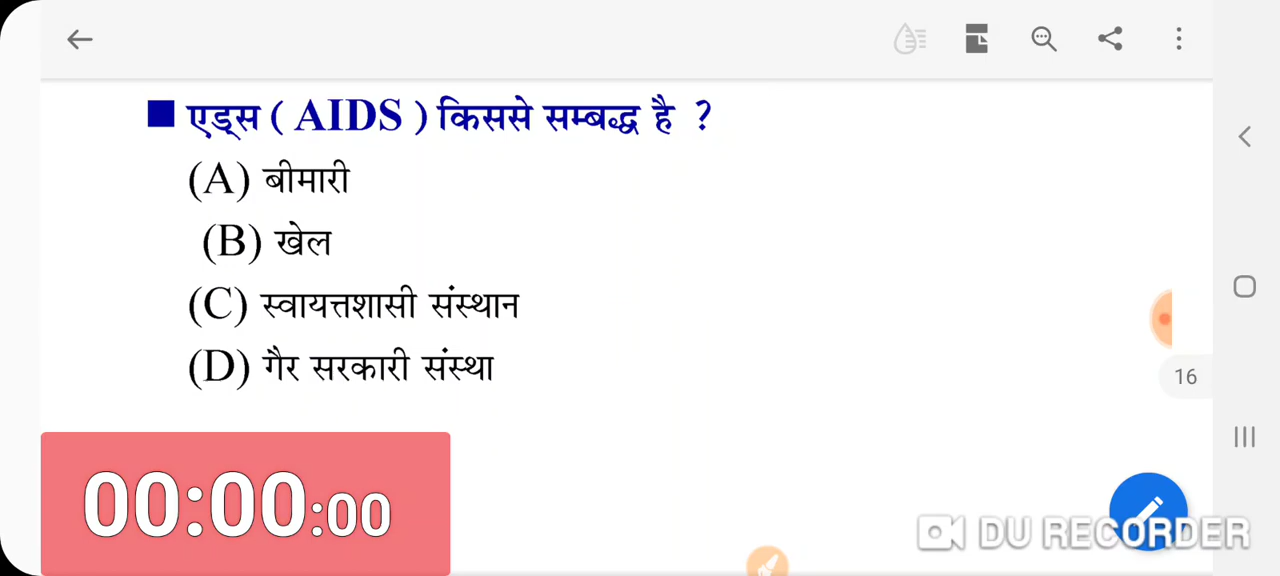 ■ एड्स ( AIDS ) किससे सम्बद्ध है ?
(A) बीमारी
(B) खेल
(C) स्वायत्तशासी संस्थान
(D) गैर सरकारी संस्था
16
00:00:00
DU RECORDER